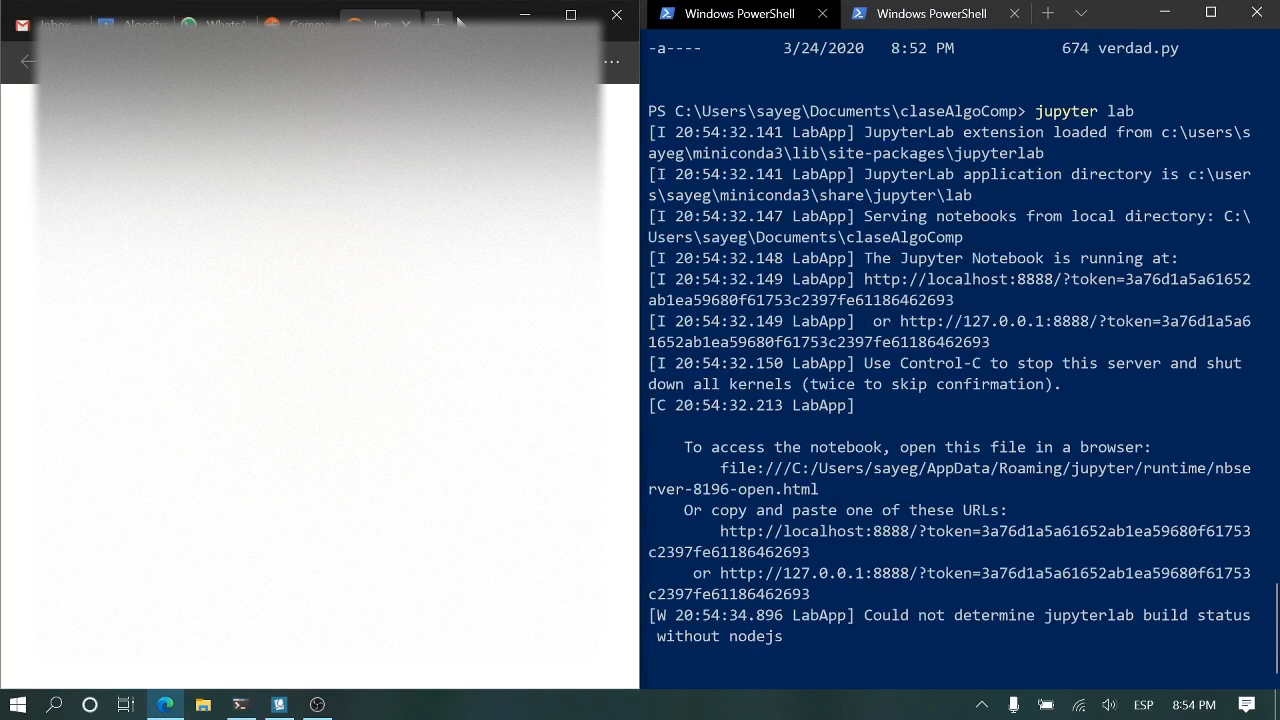 Inbox
Algorit
WhatsA
Comma
Jup
Windows PowerShell
Windows PowerShell
-a---- 3/24/2020 8:52 PM 674 verdad.py
PS C:\Users\sayeg\Documents\claseAlgoComp> jupyter lab
[I 20:54:32.141 LabApp] JupyterLab extension loaded from c:\users\s
ayeg\miniconda3\lib\site-packages\jupyterlab
[I 20:54:32.141 LabApp] JupyterLab application directory is c:\user
s\sayeg\miniconda3\share\jupyter\lab
[I 20:54:32.147 LabApp] Serving notebooks from local directory: C:\
Users\sayeg\Documents\claseAlgoComp
[I 20:54:32.148 LabApp] The Jupyter Notebook is running at:
[I 20:54:32.149 LabApp] http://localhost:8888/?token=3a76d1a5a61652
ab1ea59680f61753c2397fe61186462693
[I 20:54:32.149 LabApp]  or http://127.0.0.1:8888/?token=3a76d1a5a6
1652ab1ea59680f61753c2397fe61186462693
[I 20:54:32.150 LabApp] Use Control-C to stop this server and shut
down all kernels (twice to skip confirmation).
[C 20:54:32.213 LabApp]
To access the notebook, open this file in a browser:
file:///C:/Users/sayeg/AppData/Roaming/jupyter/runtime/nbse
rver-8196-open.html
Or copy and paste one of these URLs:
http://localhost:8888/?token=3a76d1a5a61652ab1ea59680f61753
c2397fe61186462693
or http://127.0.0.1:8888/?token=3a76d1a5a61652ab1ea59680f61753
c2397fe61186462693
[W 20:54:34.896 LabApp] Could not determine jupyterlab build status
without nodejs
ESP
8:54 PM